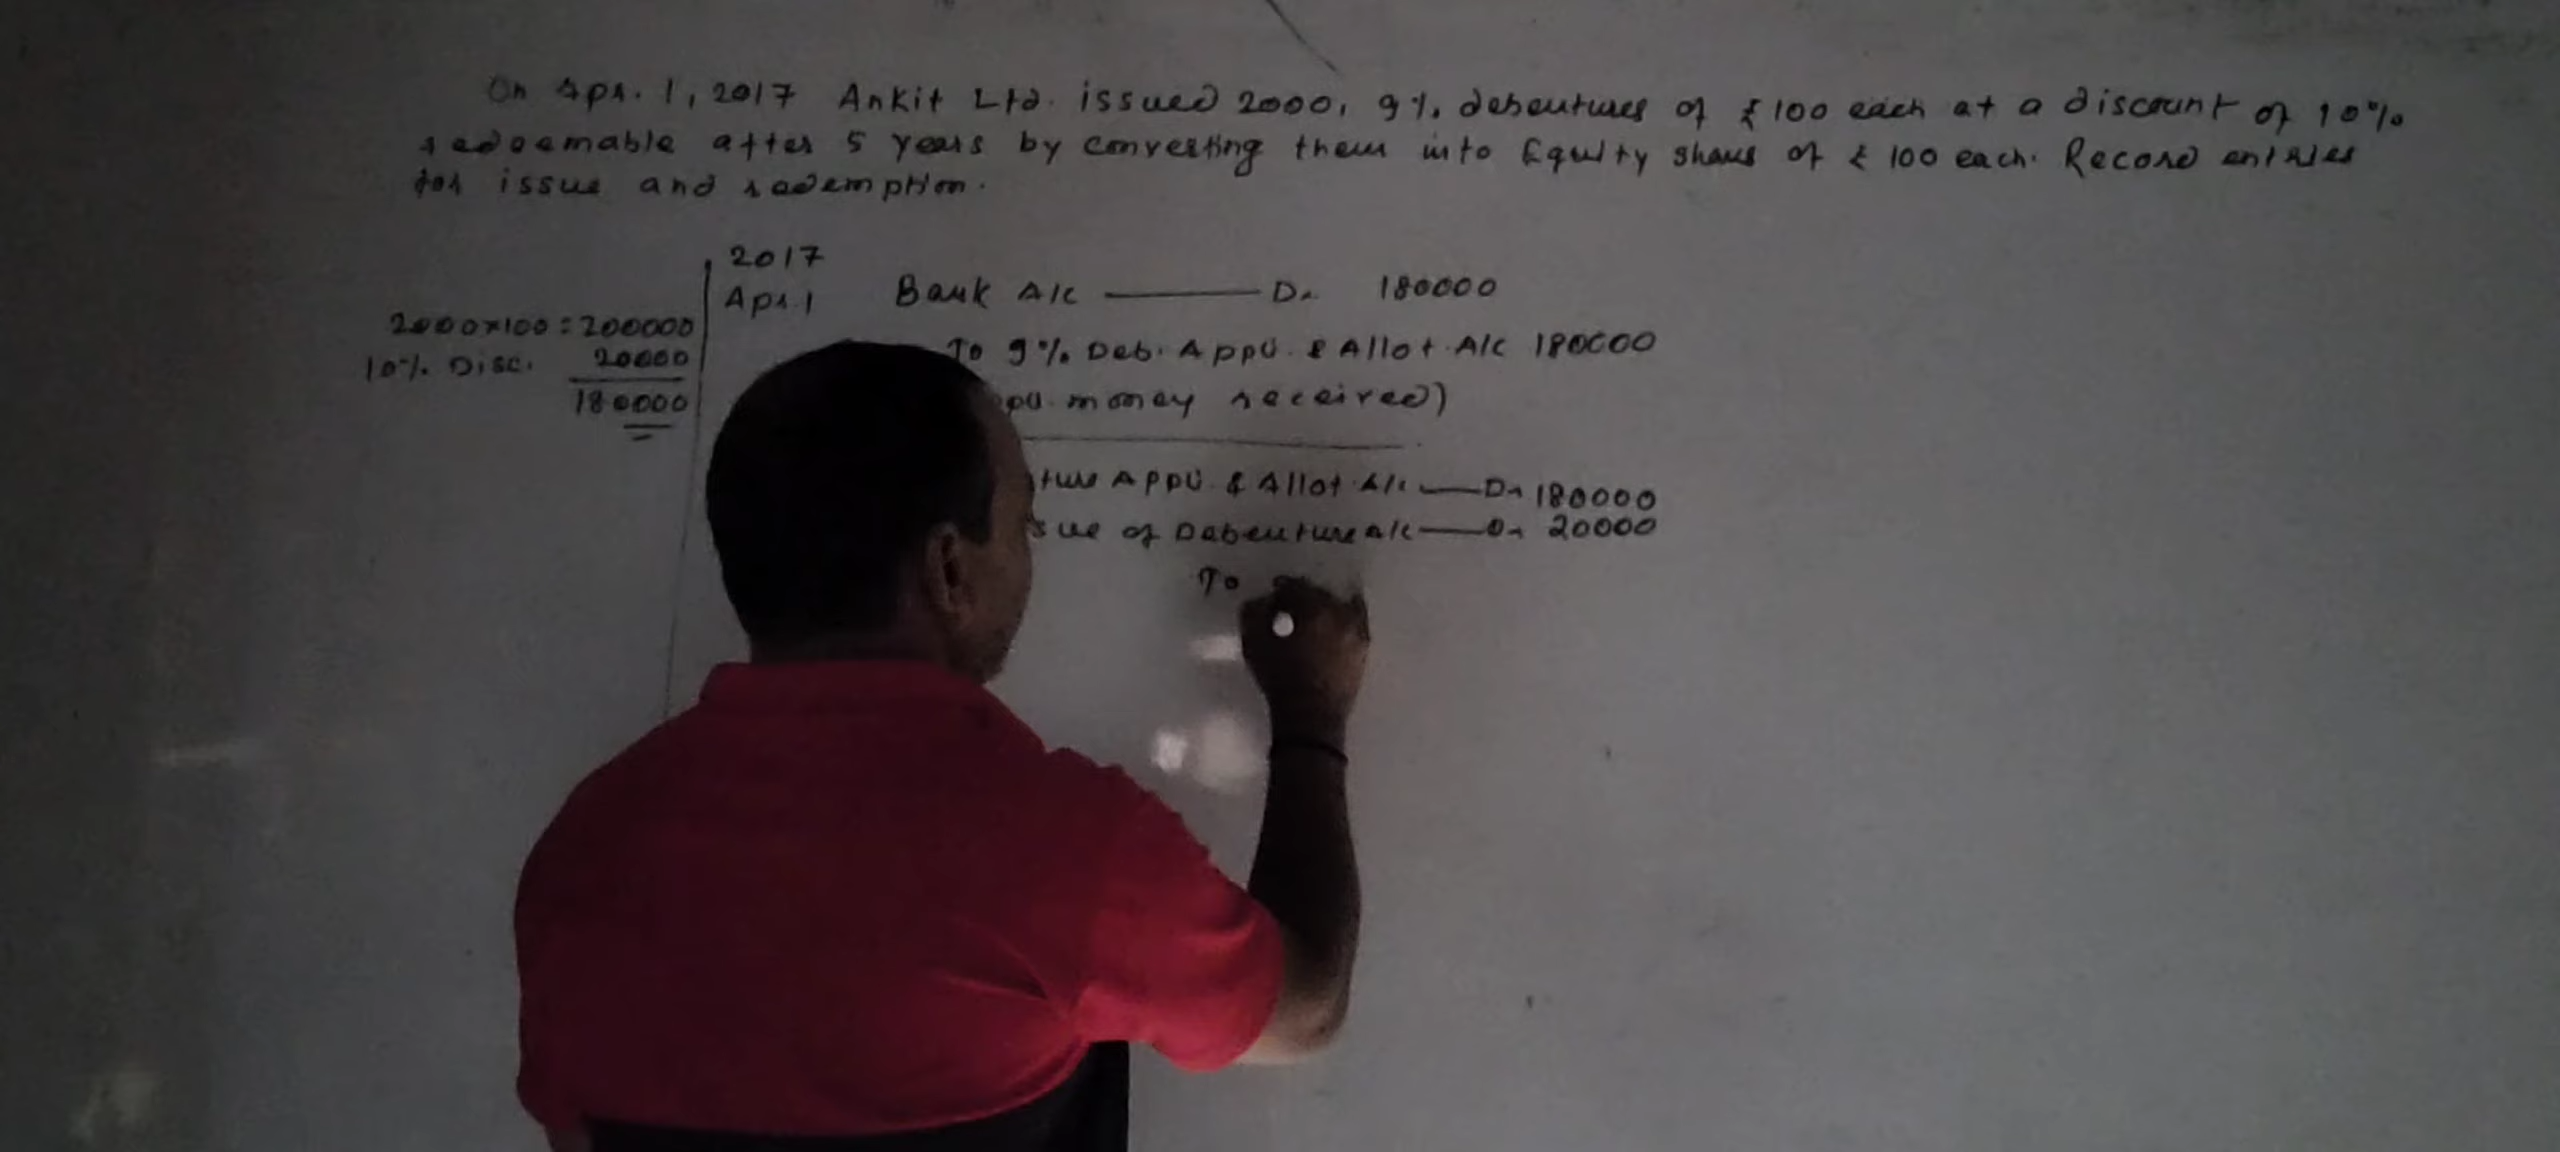 On Apr. 1, 2017 Ankit Ltd. issued 2000, 9% debentures of ₹100 each at a discount of 10%
redeemable after 5 years by converting them into Equity shares of ₹100 each. Record entries
for issue and redemption.
2017
Apr. 1 Bank A/c ——— Dr. 180000
2000×100 = 200000
To 9% Deb. Appli. & Allot. A/c 180000
10% Disc. 20000
180000
money received)
Appli. & Allot. A/c —— Dr 180000
of Debenture A/c —— Dr 20000
To